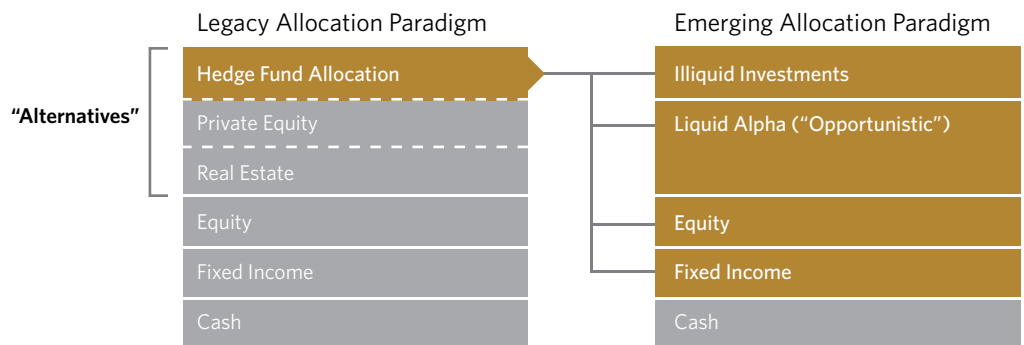 Legacy Allocation Paradigm
“Alternatives”
Hedge Fund Allocation
Private Equity
Real Estate
Equity
Fixed Income
Cash
Emerging Allocation Paradigm
Illiquid Investments
Liquid Alpha (“Opportunistic”)
Equity
Fixed Income
Cash